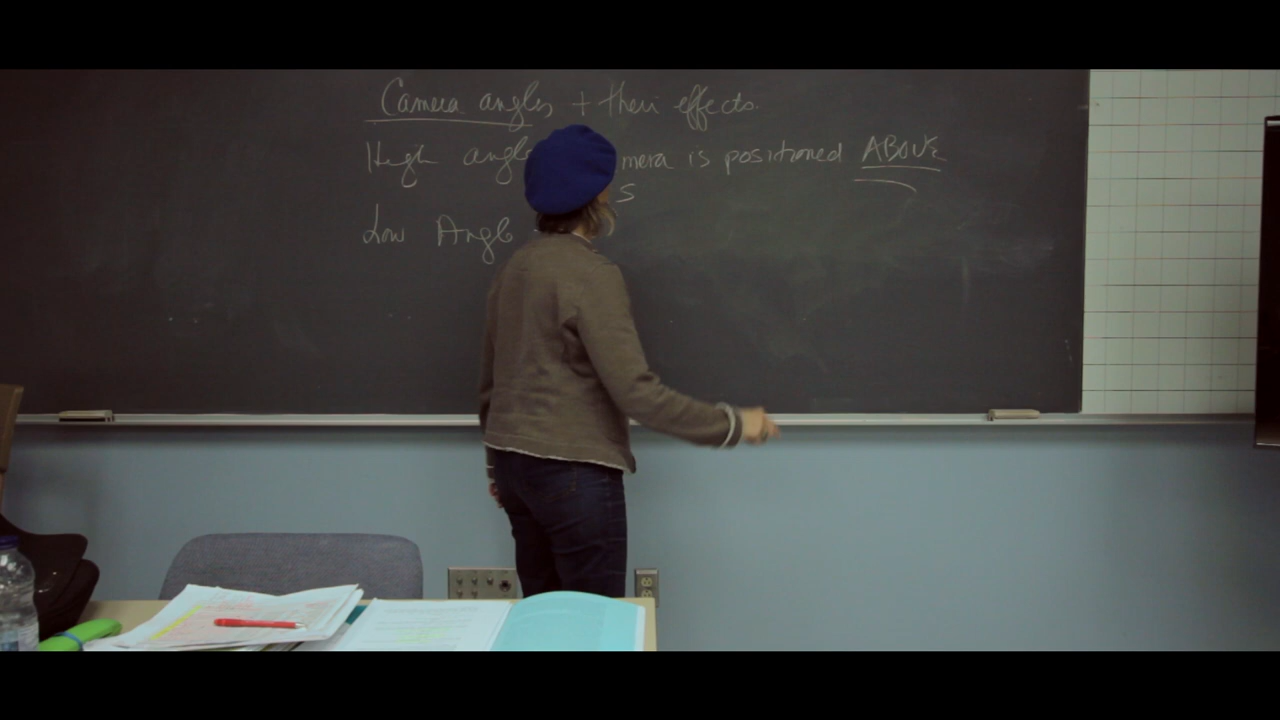 Camera angles + their effects.
High angle mera is positioned ABOVE
s
Low Angle -